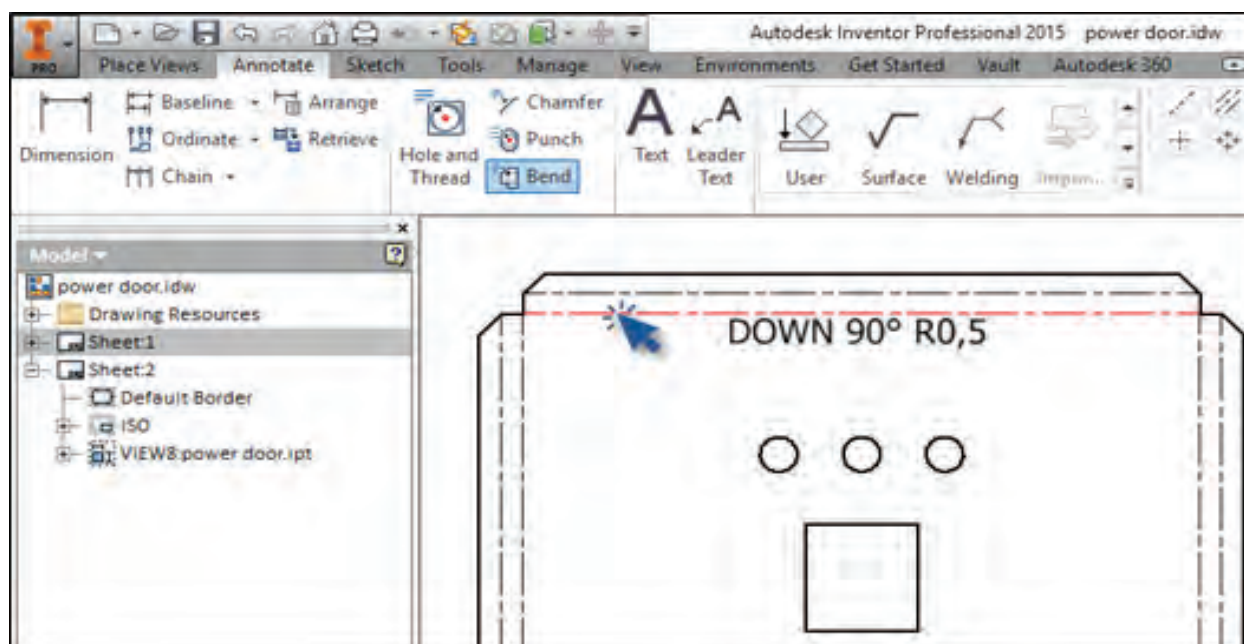 Autodesk Inventor Professional 2015 power door.idw
PRO
Place Views Annotate Sketch Tools Manage View Environments Get Started Vault Autodesk 360
Dimension
Baseline
Ordinate
Chain
Arrange
Retrieve
Hole and
Thread
Chamfer
Punch
Bend
Text
Leader
Text
User
Surface
Welding
Model
power door.idw
Drawing Resources
Sheet:1
Sheet:2
Default Border
ISO
VIEW8:power door.ipt
DOWN 90° R0,5